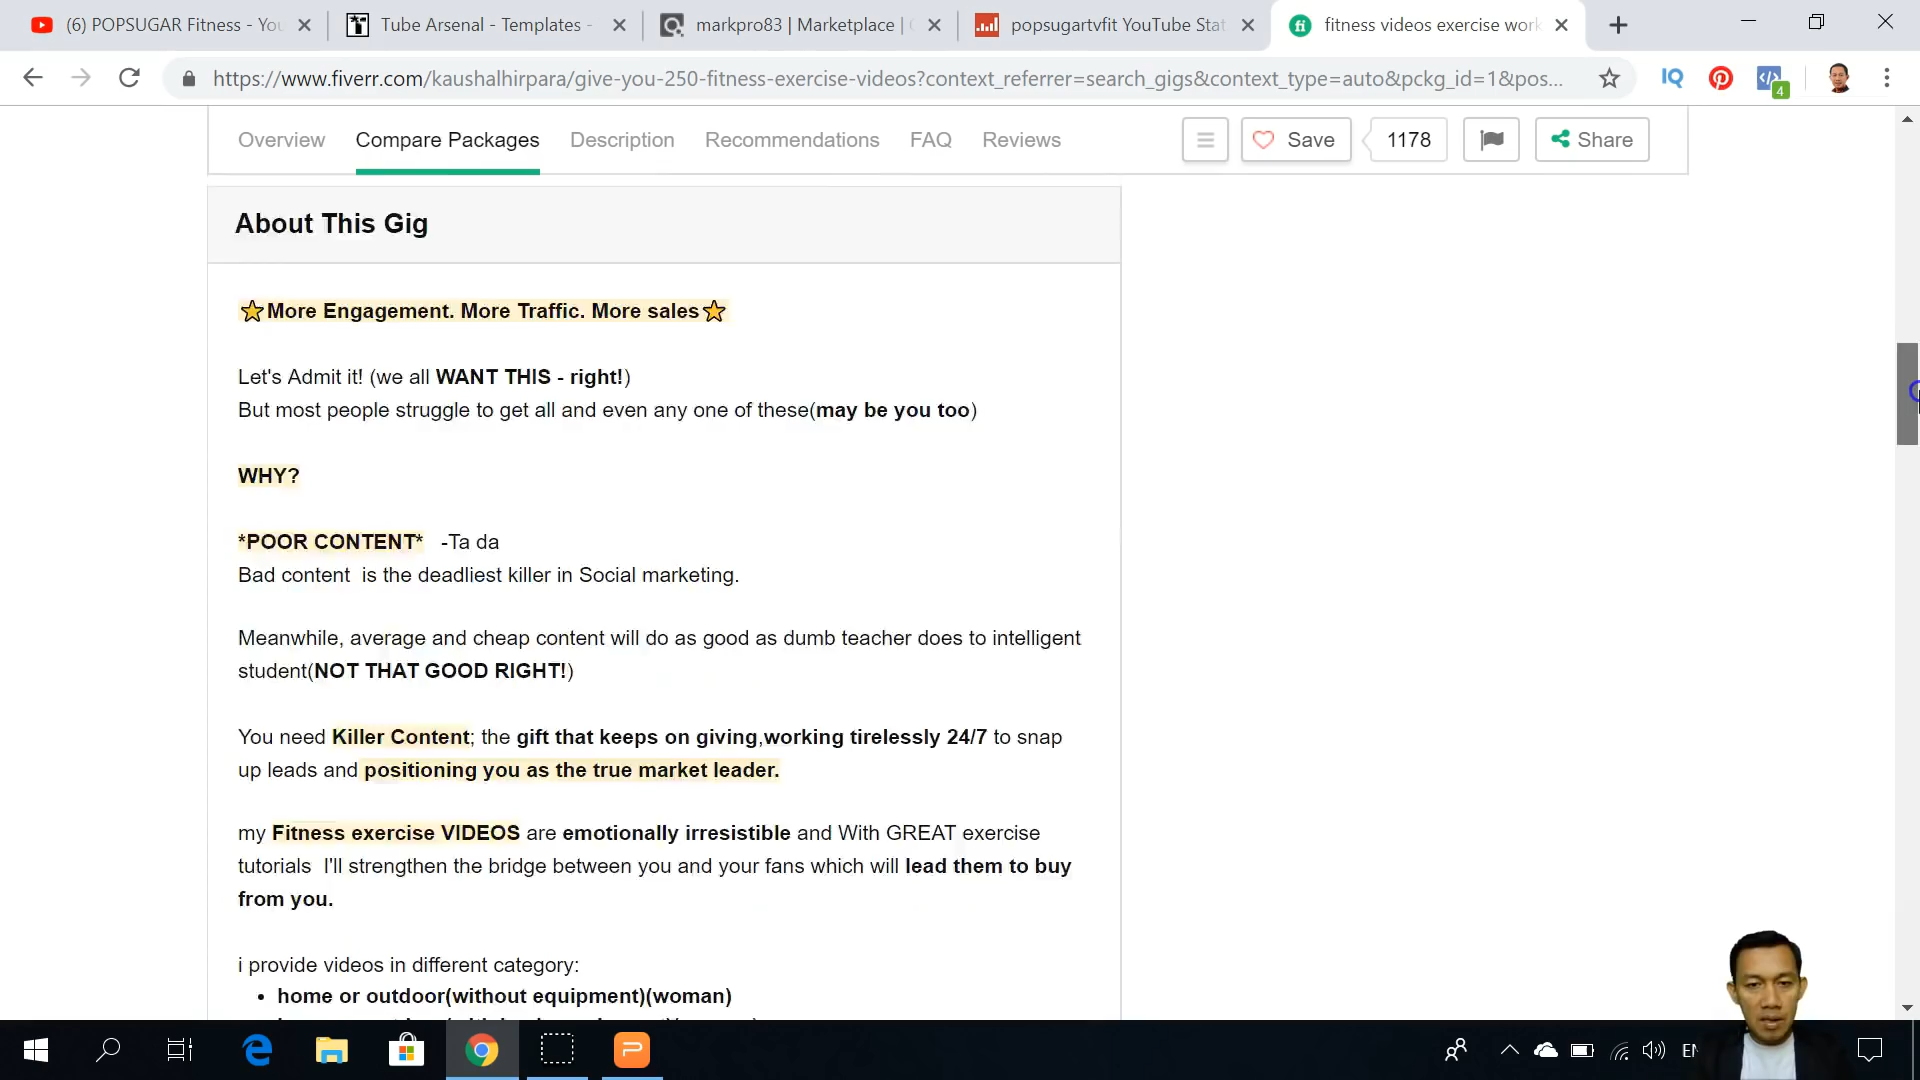 (6) POPSUGAR Fitness - You
Tube Arsenal - Templates -
markpro83 | Marketplace |
popsugartvfit YouTube Stat
fitness videos exercise work
https://www.fiverr.com/kaushalhirpara/give-you-250-fitness-exercise-videos?context_referrer=search_gigs&context_type=auto&pckg_id=1&pos...
IQ
4
Overview
Compare Packages
Description
Recommendations
FAQ
Reviews
Save
1178
Share
About This Gig
⭐More Engagement. More Traffic. More sales⭐
Let's Admit it! (we all WANT THIS - right!)
But most people struggle to get all and even any one of these(may be you too)
WHY?
*POOR CONTENT* -Ta da
Bad content is the deadliest killer in Social marketing.
Meanwhile, average and cheap content will do as good as dumb teacher does to intelligent
student(NOT THAT GOOD RIGHT!)
You need Killer Content; the gift that keeps on giving,working tirelessly 24/7 to snap
up leads and positioning you as the true market leader.
my Fitness exercise VIDEOS are emotionally irresistible and With GREAT exercise
tutorials I'll strengthen the bridge between you and your fans which will lead them to buy
from you.
i provide videos in different category:
• home or outdoor(without equipment)(woman)